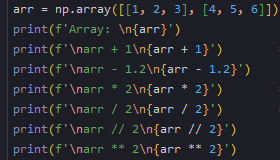 arr = np.array([[1, 2, 3], [4, 5, 6]])
print(f'Array: \n{arr}')
print(f'\narr + 1\n{arr + 1}')
print(f'\narr - 1.2\n{arr - 1.2}')
print(f'\narr * 2\n{arr * 2}')
print(f'\narr / 2\n{arr / 2}')
print(f'\narr // 2\n{arr // 2}')
print(f'\narr ** 2\n{arr ** 2}')